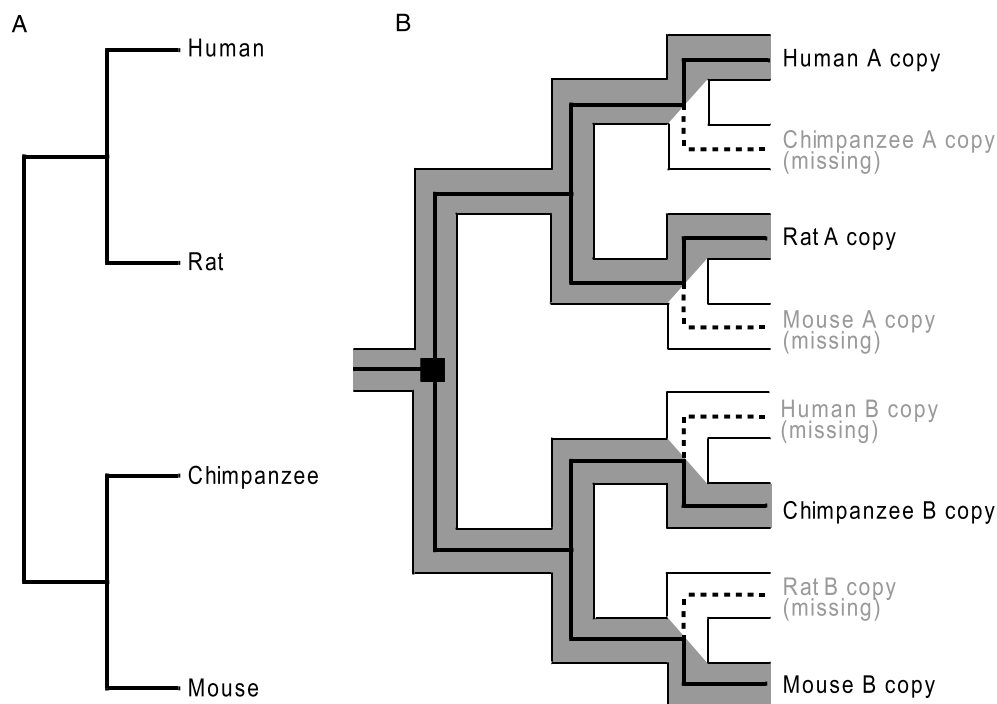 A
Human
Rat
Chimpanzee
Mouse
B
Human A copy
Chimpanzee A copy
(missing)
Rat A copy
Mouse A copy
(missing)
Human B copy
(missing)
Chimpanzee B copy
Rat B copy
(missing)
Mouse B copy